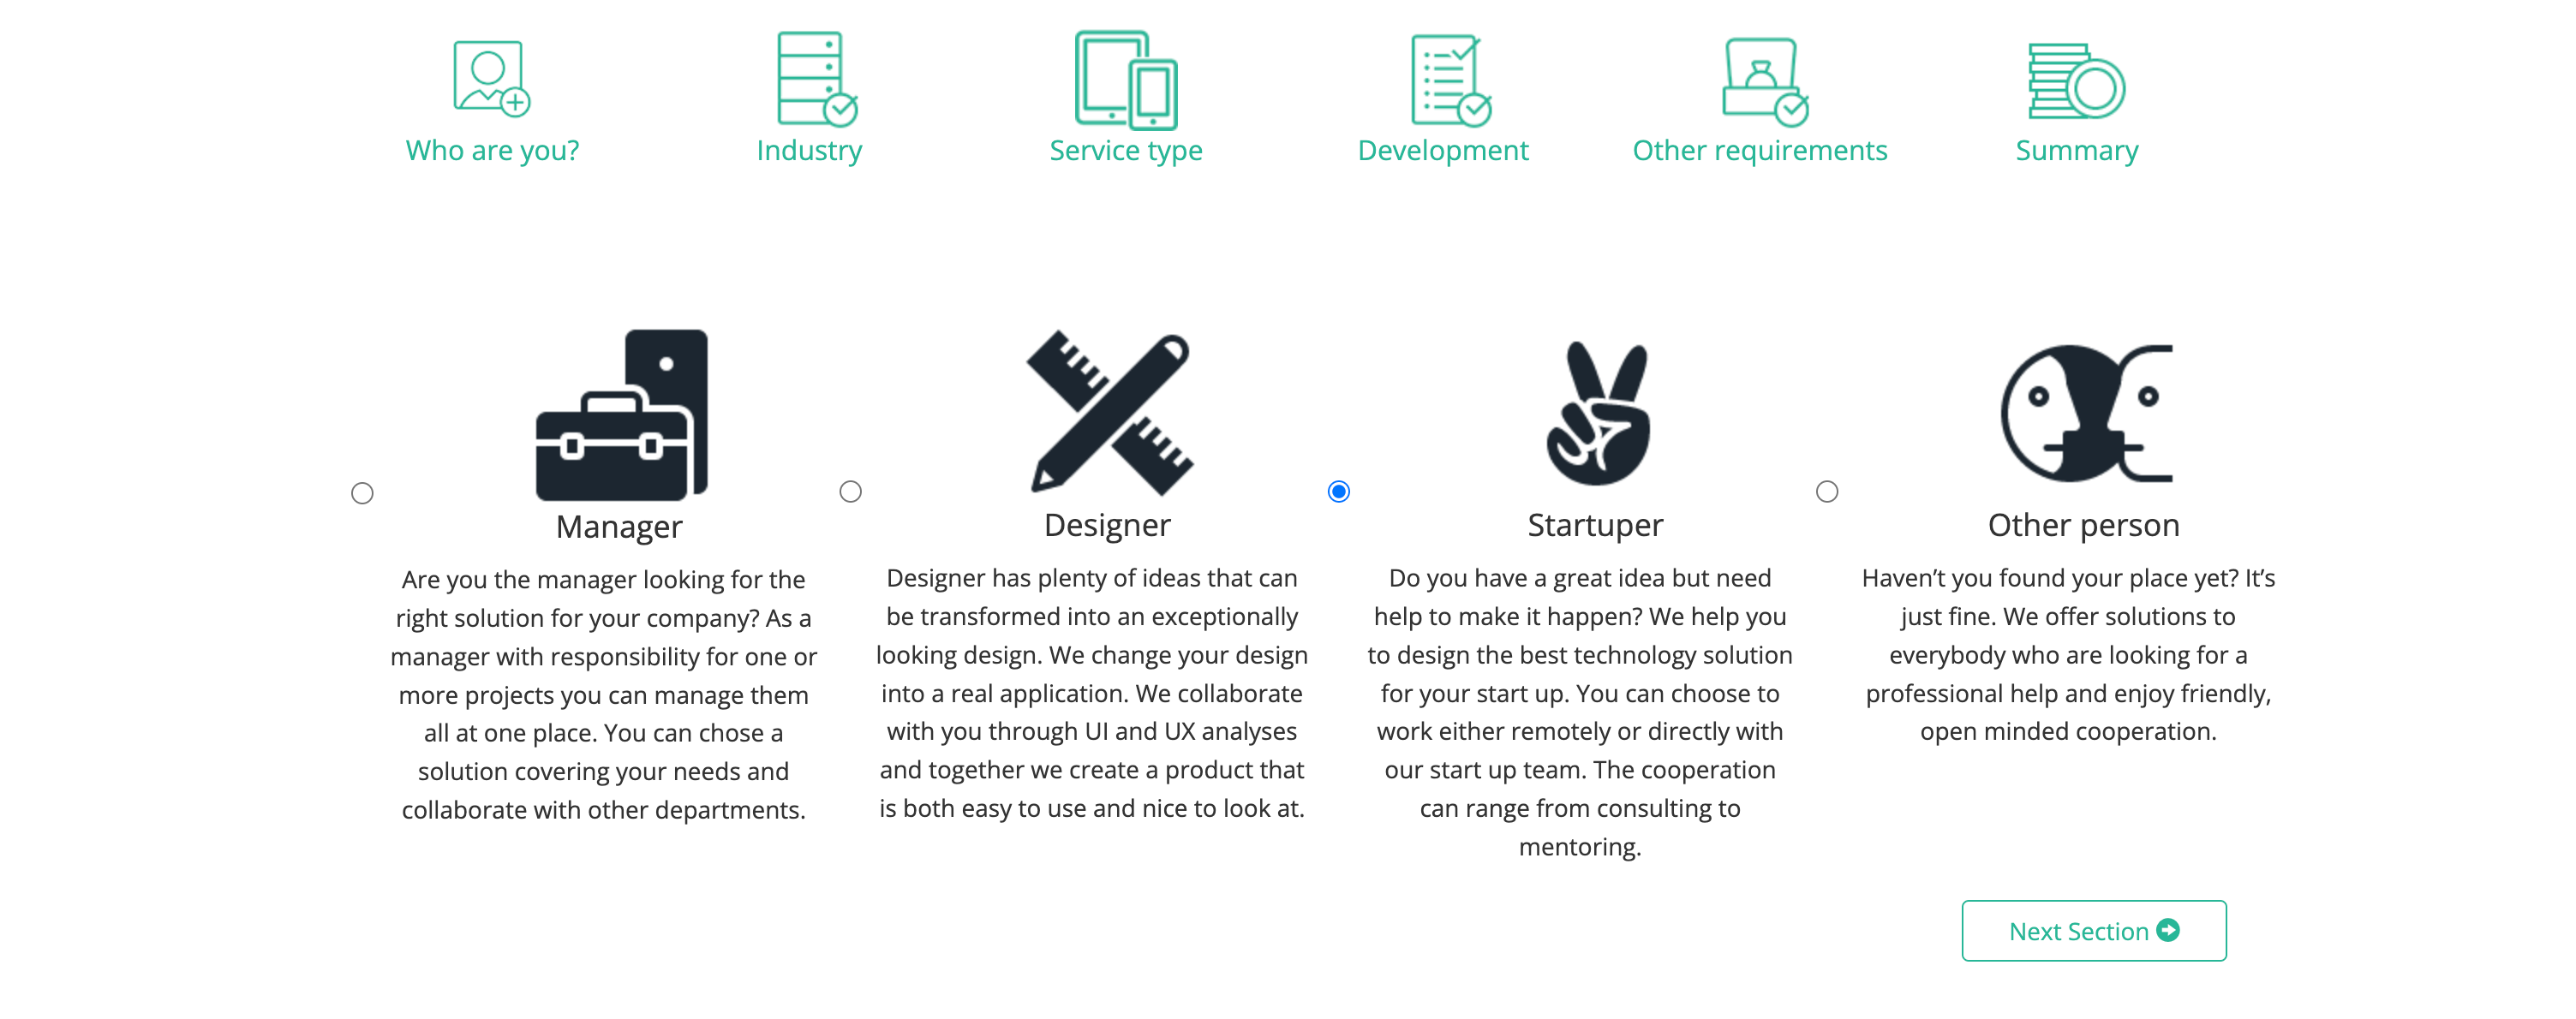 Who are you?
Industry
Service type
Development
Other requirements
Summary
Manager
Are you the manager looking for the
right solution for your company? As a
manager with responsibility for one or
more projects you can manage them
all at one place. You can chose a
solution covering your needs and
collaborate with other departments.
Designer
Designer has plenty of ideas that can
be transformed into an exceptionally
looking design. We change your design
into a real application. We collaborate
with you through UI and UX analyses
and together we create a product that
is both easy to use and nice to look at.
Startuper
Do you have a great idea but need
help to make it happen? We help you
to design the best technology solution
for your start up. You can choose to
work either remotely or directly with
our start up team. The cooperation
can range from consulting to
mentoring.
Other person
Haven’t you found your place yet? It’s
just fine. We offer solutions to
everybody who are looking for a
professional help and enjoy friendly,
open minded cooperation.
Next Section